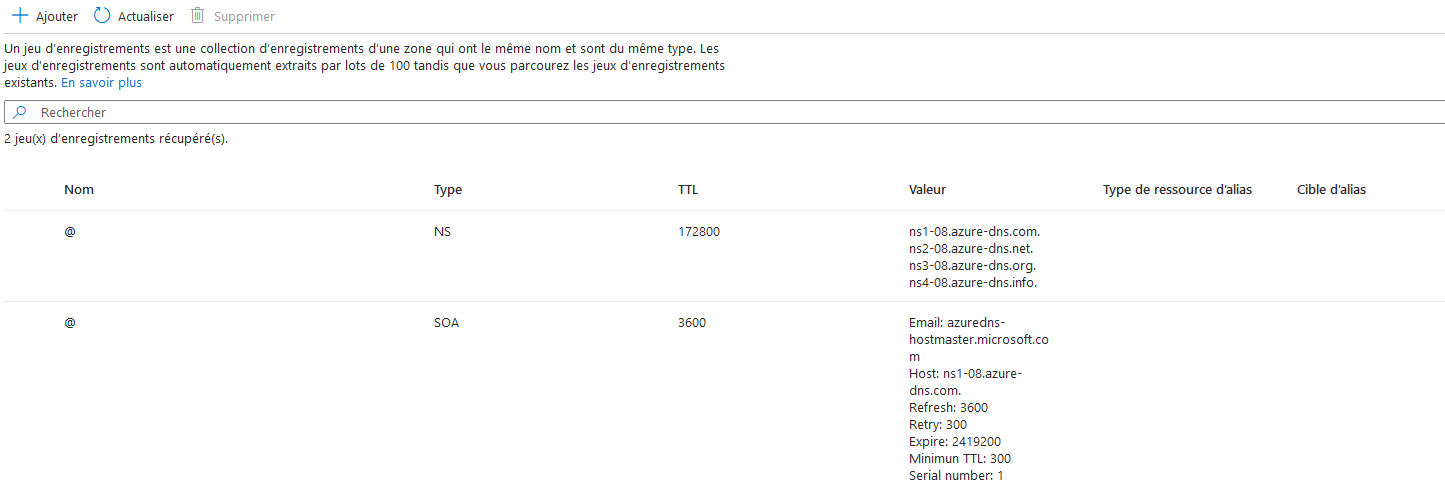 Ajouter Actualiser Supprimer
Un jeu d’enregistrements est une collection d’enregistrements d’une zone qui ont le même nom et sont du même type. Les
jeux d’enregistrements sont automatiquement extraits par lots de 100 tandis que vous parcourez les jeux d’enregistrements
existants. En savoir plus
Rechercher
2 jeu(x) d’enregistrements récupéré(s).
Nom Type TTL Valeur Type de ressource d’alias Cible d’alias
@ NS 172800 ns1-08.azure-dns.com.
ns2-08.azure-dns.net.
ns3-08.azure-dns.org.
ns4-08.azure-dns.info.
@ SOA 3600 Email: azuredns-
hostmaster.microsoft.co
m
Host: ns1-08.azure-
dns.com.
Refresh: 3600
Retry: 300
Expire: 2419200
Minimun TTL: 300
Serial number: 1